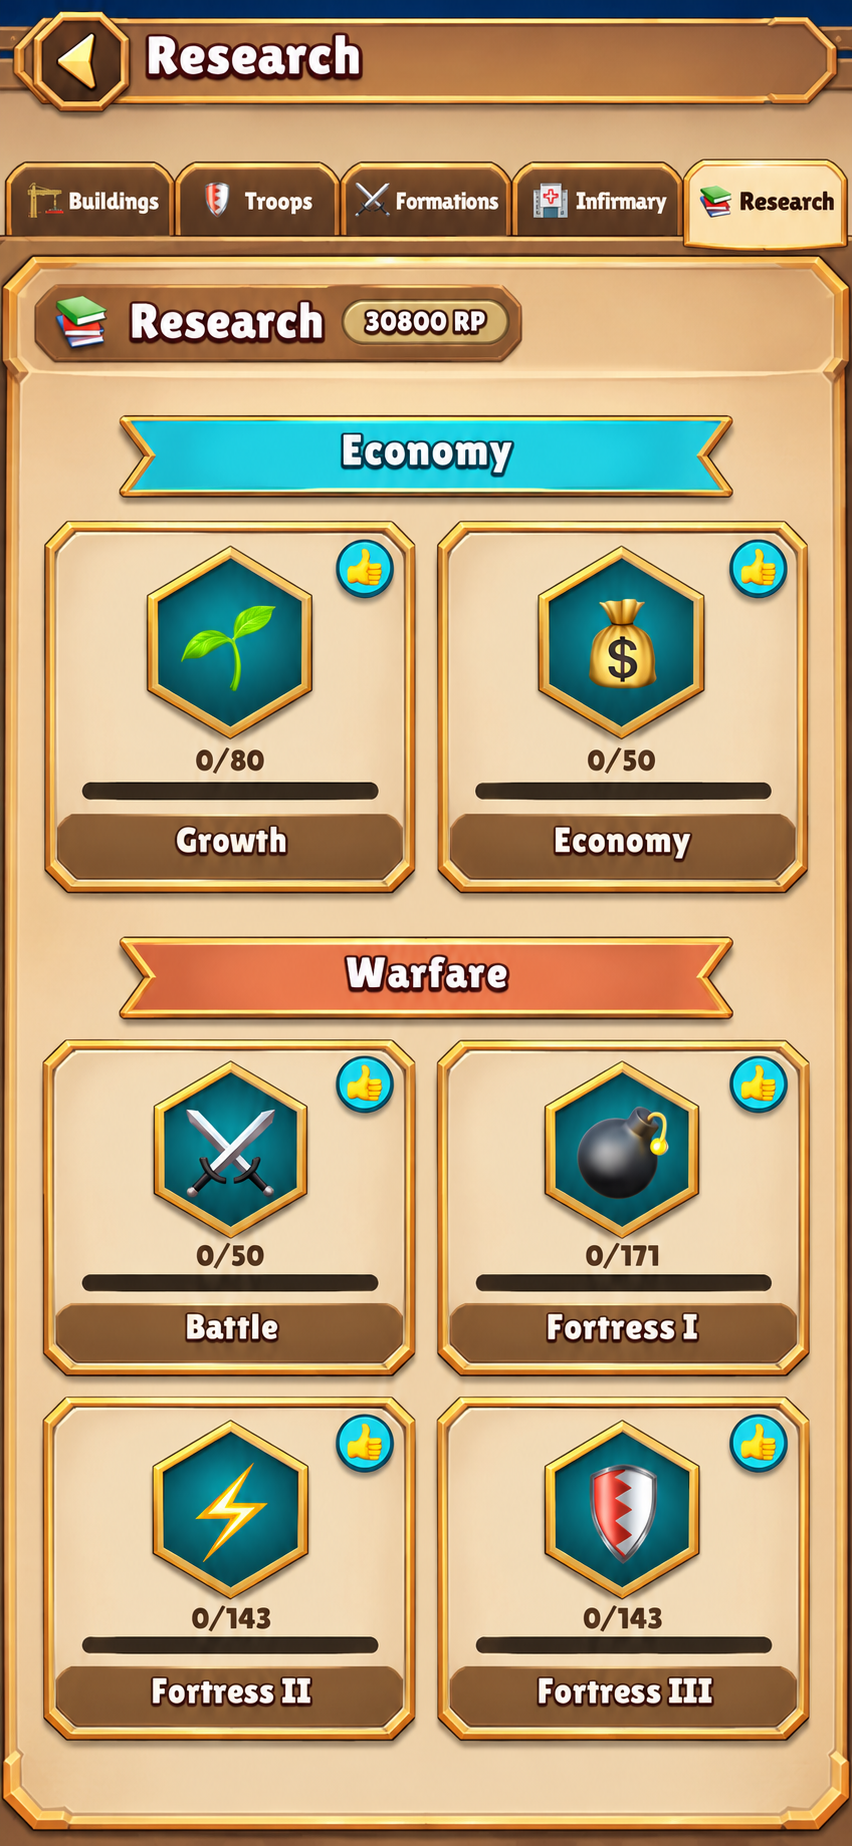 Research
Buildings
Troops
Formations
Infirmary
Research
Research
30800 RP
Economy
0/80
Growth
0/50
Economy
Warfare
0/50
Battle
0/171
Fortress I
0/143
Fortress II
0/143
Fortress III